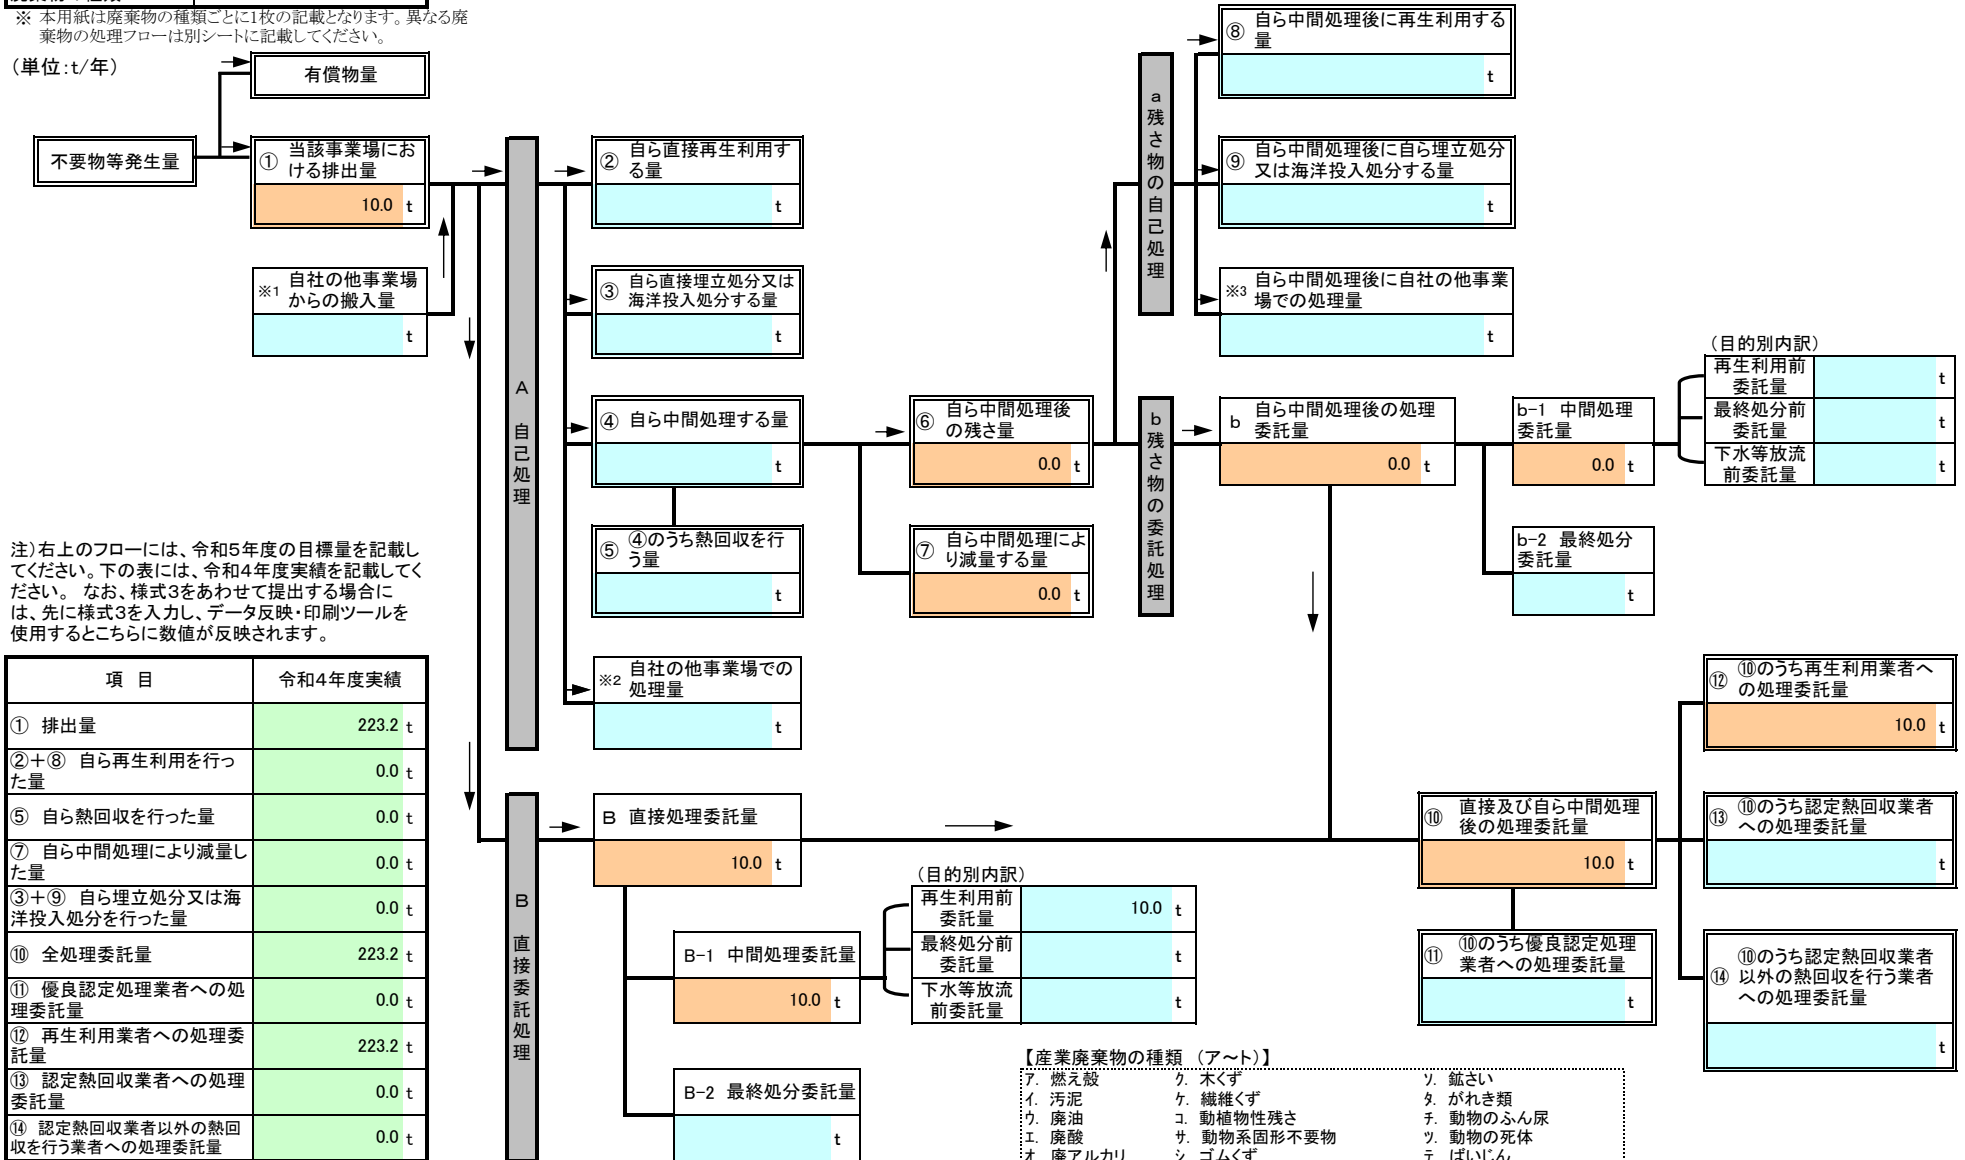 ※ 本用紙は廃棄物の種類ごとに1枚の記載となります。異なる廃
棄物の処理フローは別シートに記載してください。
(単位:t/年)
有償物量
不要物等発生量
① 当該事業場にお
ける排出量
10.0 t
※1 自社の他事業場
からの搬入量
t
A 自己処理
② 自ら直接再生利用す
る量
t
③ 自ら直接埋立処分又は
海洋投入処分する量
t
④ 自ら中間処理する量
t
⑤ ④のうち熱回収を行
う量
t
※2 自社の他事業場での
処理量
t
⑥ 自ら中間処理後
の残さ量
0.0 t
⑦ 自ら中間処理によ
り減量する量
0.0 t
a 残さ物の自己処理
⑧ 自ら中間処理後に再生利用する
量
t
⑨ 自ら中間処理後に自ら埋立処分
又は海洋投入処分する量
t
※3 自ら中間処理後に自社の他事業
場での処理量
t
b 残さ物の委託処理
b 自ら中間処理後の処理
委託量
0.0 t
b-1 中間処理
委託量
0.0 t
b-2 最終処分
委託量
t
(目的別内訳)
再生利用前
委託量
t
最終処分前
委託量
t
下水等放流
前委託量
t
注)右上のフローには、令和5年度の目標量を記載し
てください。下の表には、令和4年度実績を記載してく
ださい。 なお、様式3をあわせて提出する場合に
は、先に様式3を入力し、データ反映・印刷ツールを
使用するとこちらに数値が反映されます。
項 目 令和4年度実績
① 排出量 223.2 t
②+⑧ 自ら再生利用を行っ
た量
0.0 t
⑤ 自ら熱回収を行った量 0.0 t
⑦ 自ら中間処理により減量し
た量
0.0 t
③+⑨ 自ら埋立処分又は海
洋投入処分を行った量
0.0 t
⑩ 全処理委託量 223.2 t
⑪ 優良認定処理業者への処
理委託量
0.0 t
⑫ 再生利用業者への処理委
託量
223.2 t
⑬ 認定熱回収業者への処理
委託量
0.0 t
⑭ 認定熱回収業者以外の熱回
収を行う業者への処理委託量
0.0 t
B 直接委託処理
B 直接処理委託量
10.0 t
B-1 中間処理委託量
10.0 t
B-2 最終処分委託量
t
(目的別内訳)
再生利用前
委託量
10.0 t
最終処分前
委託量
t
下水等放流
前委託量
t
⑩ 直接及び自ら中間処理
後の処理委託量
10.0 t
⑪ ⑩のうち優良認定処理
業者への処理委託量
t
⑫ ⑩のうち再生利用業者へ
の処理委託量
10.0 t
⑬ ⑩のうち認定熱回収業者
への処理委託量
t
⑭ ⑩のうち認定熱回収業者
以外の熱回収を行う業者
への処理委託量
t
【産業廃棄物の種類 (ア~ト)】
ア. 燃え殻 ク. 木くず ソ. 鉱さい
イ. 汚泥 ケ. 繊維くず タ. がれき類
ウ. 廃油 コ. 動植物性残さ チ. 動物のふん尿
エ. 廃酸 サ. 動物系固形不要物 ツ. 動物の死体
オ. 廃アルカリ シ. ゴムくず テ. ばいじん